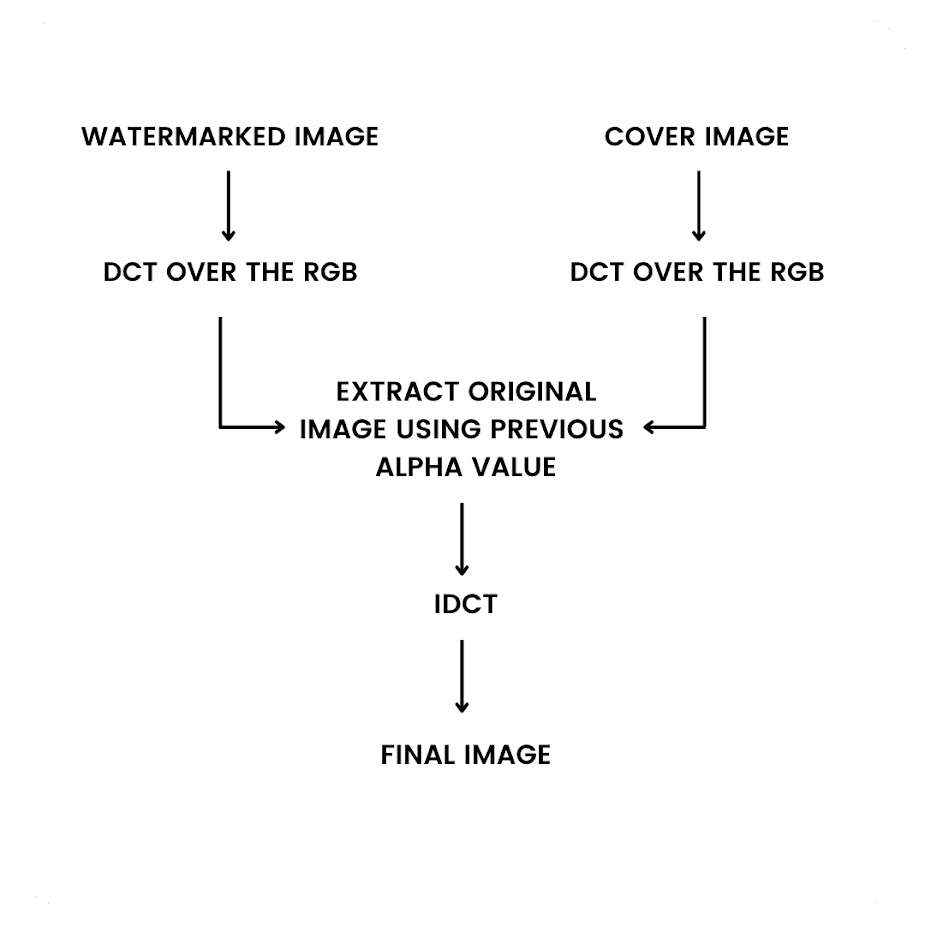 WATERMARKED IMAGE
COVER IMAGE
DCT OVER THE RGB
DCT OVER THE RGB
EXTRACT ORIGINAL
IMAGE USING PREVIOUS
ALPHA VALUE
IDCT
FINAL IMAGE